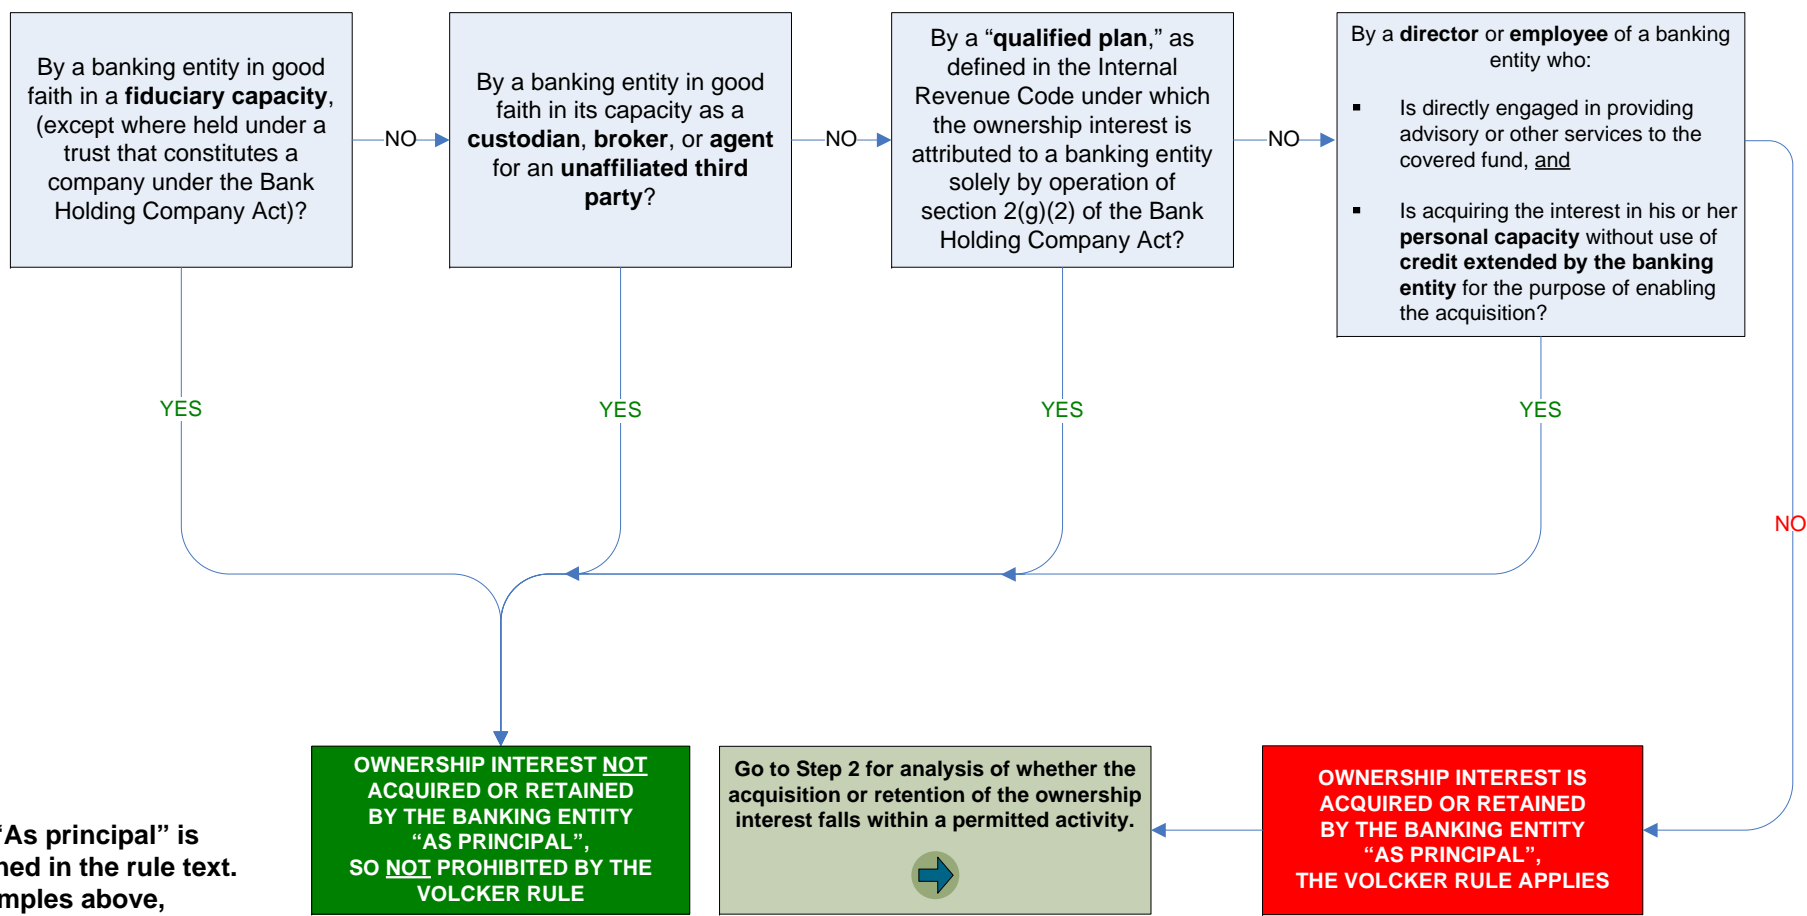 By a banking entity in good
faith in a fiduciary capacity,
(except where held under a
trust that constitutes a
company under the Bank
Holding Company Act)?
NO
By a banking entity in good
faith in its capacity as a
custodian, broker, or agent
for an unaffiliated third
party?
NO
By a “qualified plan,” as
defined in the Internal
Revenue Code under which
the ownership interest is
attributed to a banking entity
solely by operation of
section 2(g)(2) of the Bank
Holding Company Act?
NO
By a director or employee of a banking
entity who:
▪ Is directly engaged in providing
advisory or other services to the
covered fund, and
▪ Is acquiring the interest in his or her
personal capacity without use of
credit extended by the banking
entity for the purpose of enabling
the acquisition?
YES
YES
YES
YES
NO
OWNERSHIP INTEREST NOT
ACQUIRED OR RETAINED
BY THE BANKING ENTITY
“AS PRINCIPAL”,
SO NOT PROHIBITED BY THE
VOLCKER RULE
Go to Step 2 for analysis of whether the
acquisition or retention of the ownership
interest falls within a permitted activity.
OWNERSHIP INTEREST IS
ACQUIRED OR RETAINED
BY THE BANKING ENTITY
“AS PRINCIPAL”,
THE VOLCKER RULE APPLIES
“As principal” is
in the rule text.
above,